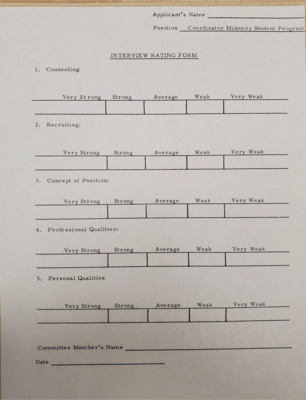 Applicant's Name
Position Coordinator Minority Student Program
INTERVIEW RATING FORM
1. Counseling
Very Strong Strong Average Weak Very Weak
2. Recruiting:
Very Strong Strong Average Weak Very Weak
3. Concept of Position:
Very Strong Strong Average Weak Very Weak
4. Professional Qualities:
Very Strong Strong Average Weak Very Weak
5. Personal Qualities
Very Strong Strong Average Weak Very Weak
Committee Member's Name
Date